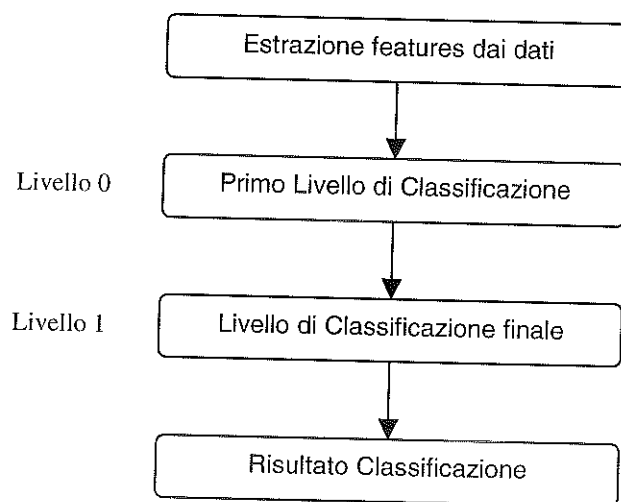 Estrazione features dai dati
Livello 0
Primo Livello di Classificazione
Livello 1
Livello di Classificazione finale
Risultato Classificazione